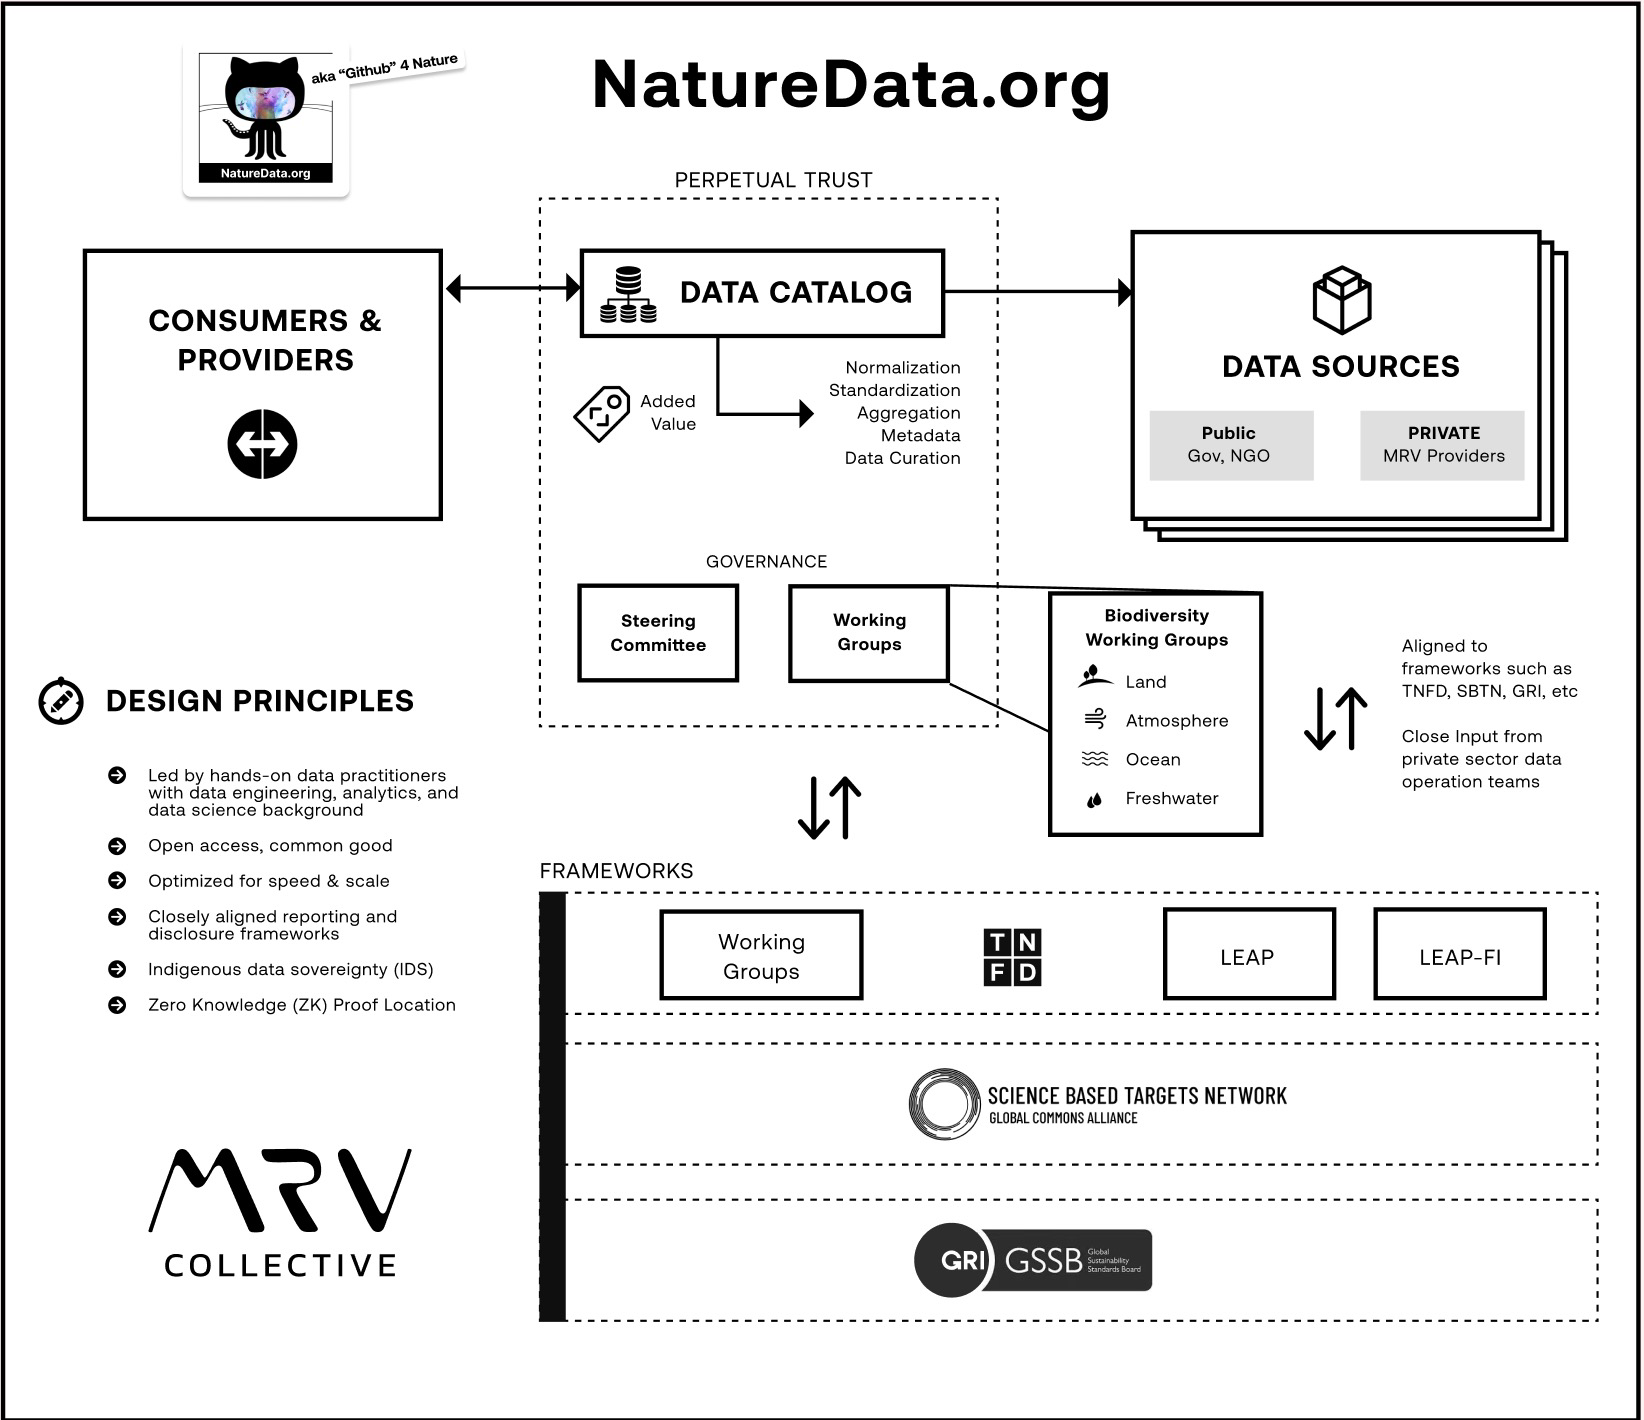 aka “Github” 4 Nature
NatureData.org
NatureData.org
PERPETUAL TRUST
CONSUMERS &
PROVIDERS
DATA CATALOG
Added
Value
Normalization
Standardization
Aggregation
Metadata
Data Curation
DATA SOURCES
Public
Gov, NGO
PRIVATE
MRV Providers
GOVERNANCE
Steering
Committee
Working
Groups
Biodiversity
Working Groups
Land
Atmosphere
Ocean
Freshwater
Aligned to
frameworks such as
TNFD, SBTN, GRI, etc
Close Input from
private sector data
operation teams
DESIGN PRINCIPLES
Led by hands-on data practitioners
with data engineering, analytics, and
data science background
Open access, common good
Optimized for speed & scale
Closely aligned reporting and
disclosure frameworks
Indigenous data sovereignty (IDS)
Zero Knowledge (ZK) Proof Location
FRAMEWORKS
Working
Groups
TN
FD
LEAP
LEAP-FI
SCIENCE BASED TARGETS NETWORK
GLOBAL COMMONS ALLIANCE
GRI GSSB
Global
Sustainability
Standards Board
MRV
COLLECTIVE